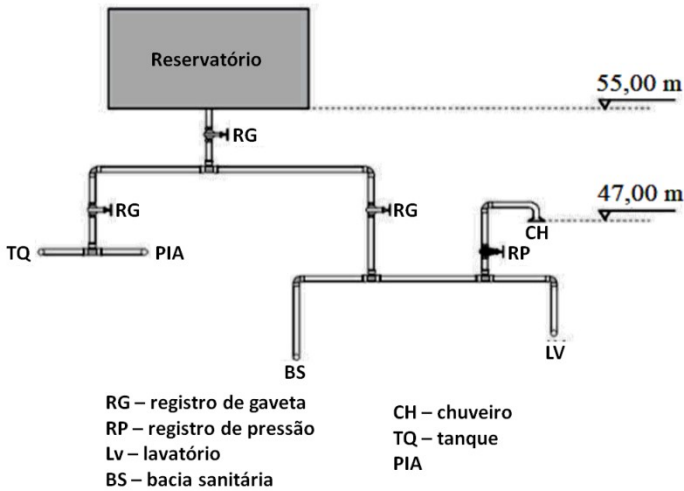 Reservatório
55,00 m
RG
RG
RG
47,00 m
CH
TQ
PIA
RP
LV
BS
RG – registro de gaveta
RP – registro de pressão
Lv – lavatório
BS – bacia sanitária
CH – chuveiro
TQ – tanque
PIA